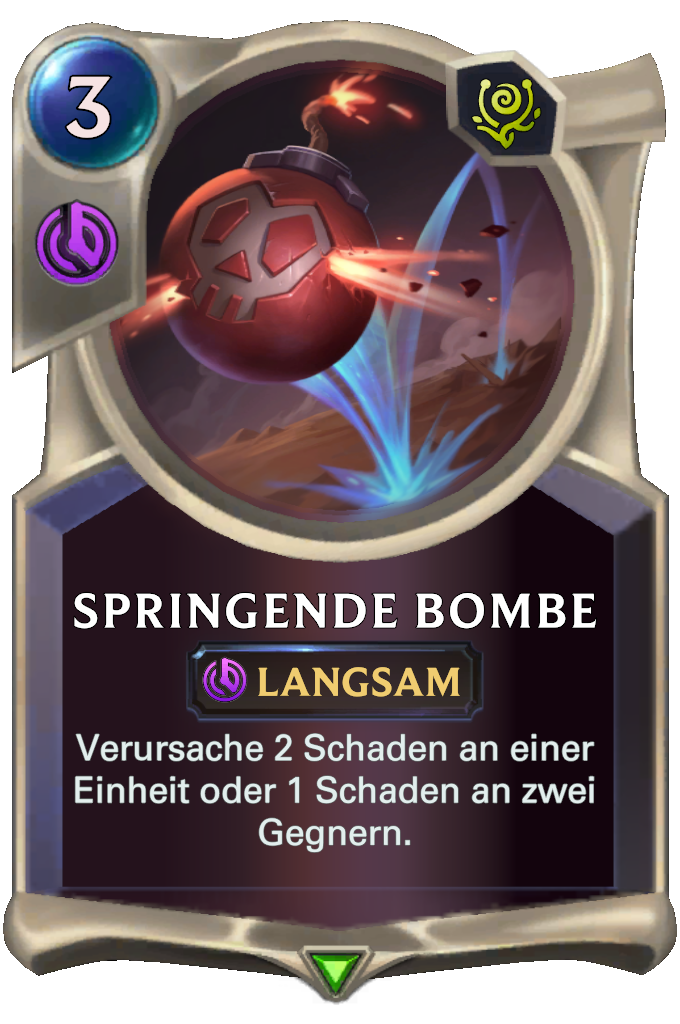 3
SPRINGENDE BOMBE
LANGSAM
Verursache 2 Schaden an einer
Einheit oder 1 Schaden an zwei
Gegnern.